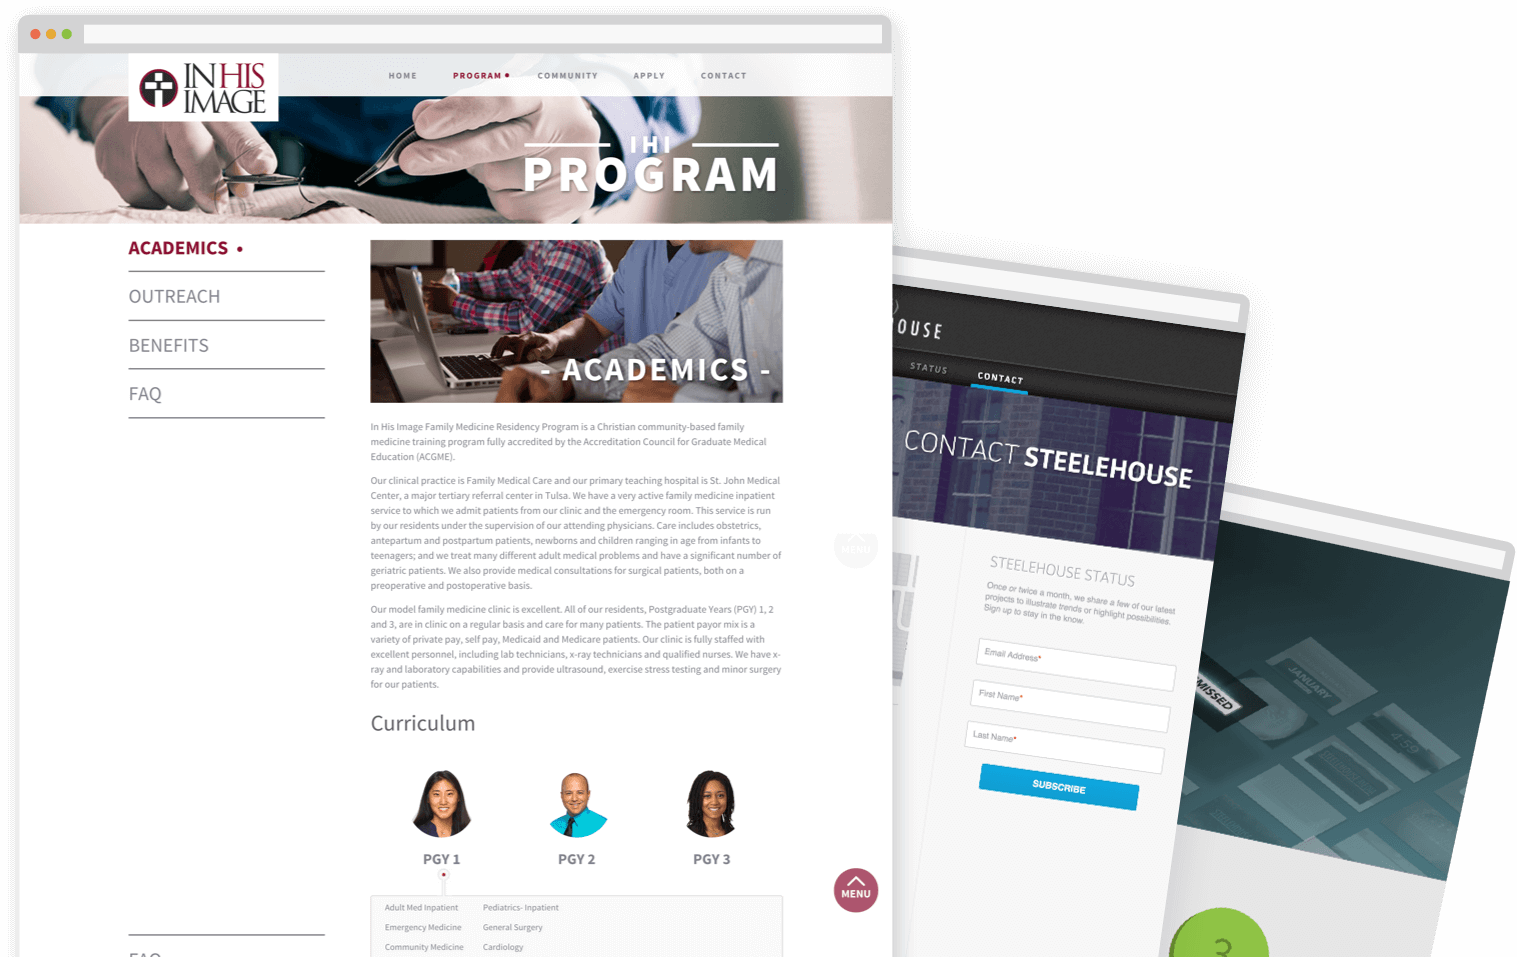 IN HIS
IMAGE
HOME
PROGRAM
COMMUNITY
APPLY
CONTACT
IHI
PROGRAM
ACADEMICS
OUTREACH
BENEFITS
FAQ
- ACADEMICS -
In His Image Family Medicine Residency Program is a Christian community-based family
medicine training program fully accredited by the Accreditation Council for Graduate Medical
Education (ACGME).
Our clinical practice is Family Medical Care and our primary teaching hospital is St. John Medical
Center, a major tertiary referral center in Tulsa. We have a very active family medicine inpatient
service to which we admit patients from our clinic and the emergency room. This service is run
by our residents under the supervision of our attending physicians. Care includes obstetrics,
antepartum and postpartum patients, newborns and children ranging in age from infants to
teenagers; and we treat many different adult medical problems and have a significant number of
geriatric patients. We also provide medical consultations for surgical patients, both on a
preoperative and postoperative basis.
Our model family medicine clinic is excellent. All of our residents, Postgraduate Years (PGY) 1, 2
and 3, are in clinic on a regular basis and care for many patients. The patient payor mix is a
variety of private pay, self pay, Medicaid and Medicare patients. Our clinic is fully staffed with
excellent personnel, including lab technicians, x-ray technicians and qualified nurses. We have x-
ray and laboratory capabilities and provide ultrasound, exercise stress testing and minor surgery
for our patients.
Curriculum
PGY 1
PGY 2
PGY 3
Adult Med Inpatient
Pediatrics- Inpatient
Emergency Medicine
General Surgery
Community Medicine
Cardiology
MENU
MENU
FAQ
OUSE
STATUS
CONTACT
CONTACT STEELEHOUSE
STEELEHOUSE STATUS
Once or twice a month, we share a few of our latest
projects to illustrate trends or highlight possibilities.
Sign up to stay in the know.
Email Address*
First Name*
Last Name*
SUBSCRIBE
MISSED
JANUARY
4:59
3